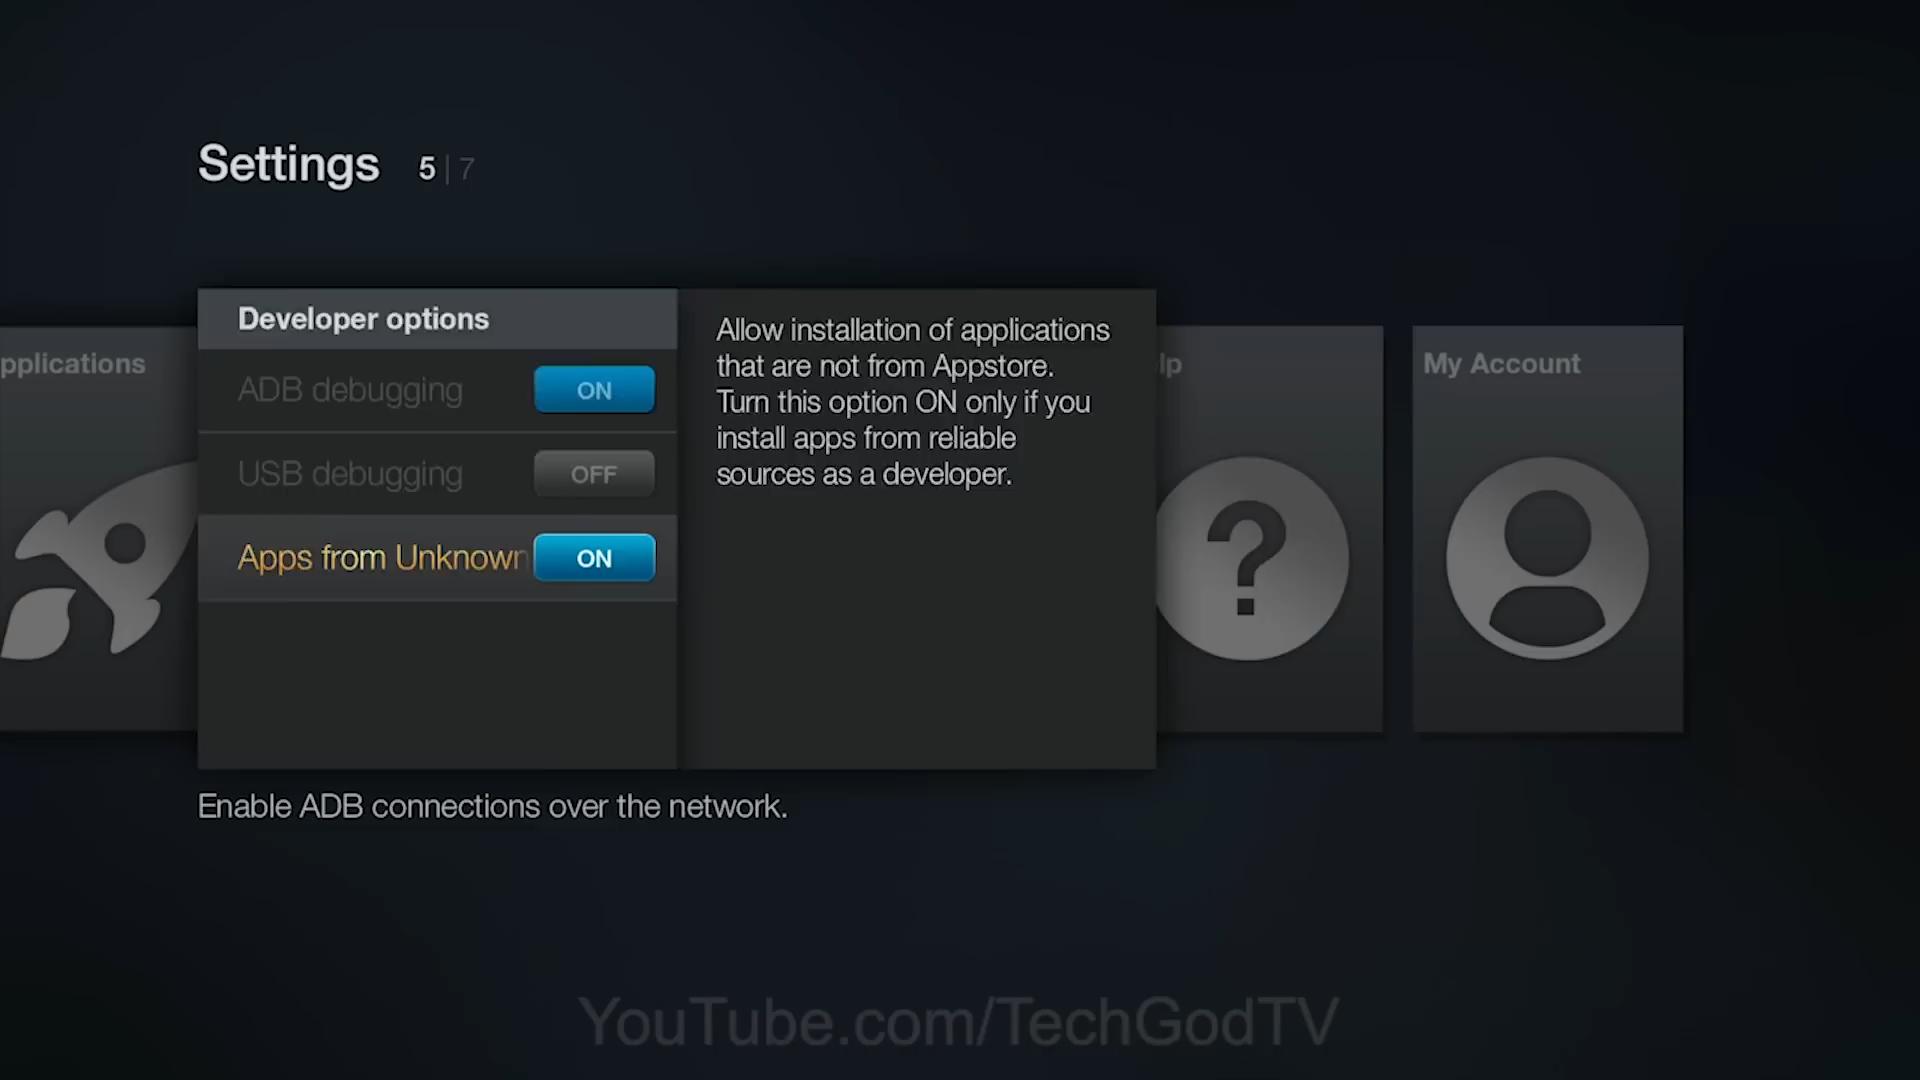 Settings 5 | 7
pplications
Developer options
ADB debugging ON
USB debugging OFF
Apps from Unknown ON
Allow installation of applications
that are not from Appstore.
Turn this option ON only if you
install apps from reliable
sources as a developer.
lp
My Account
Enable ADB connections over the network.
YouTube.com/TechGodTV